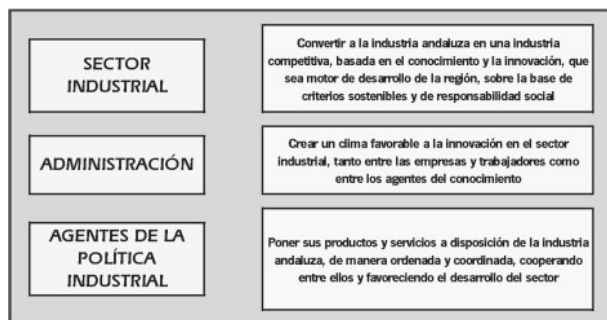 SECTOR
INDUSTRIAL
Convertir a la industria andaluza en una industria
competitiva, basada en el conocimiento y la innovación, que
sea motor de desarrollo de la región, sobre la base de
criterios sostenibles y de responsabilidad social
ADMINISTRACIÓN
Crear un clima favorable a la innovación en el sector
industrial, tanto entre las empresas y trabajadores como
entre los agentes del conocimiento
AGENTES DE LA
POLÍTICA
INDUSTRIAL
Poner sus productos y servicios a disposición de la industria
andaluza, de manera ordenada y coordinada, cooperando
entre ellos y favoreciendo el desarrollo del sector